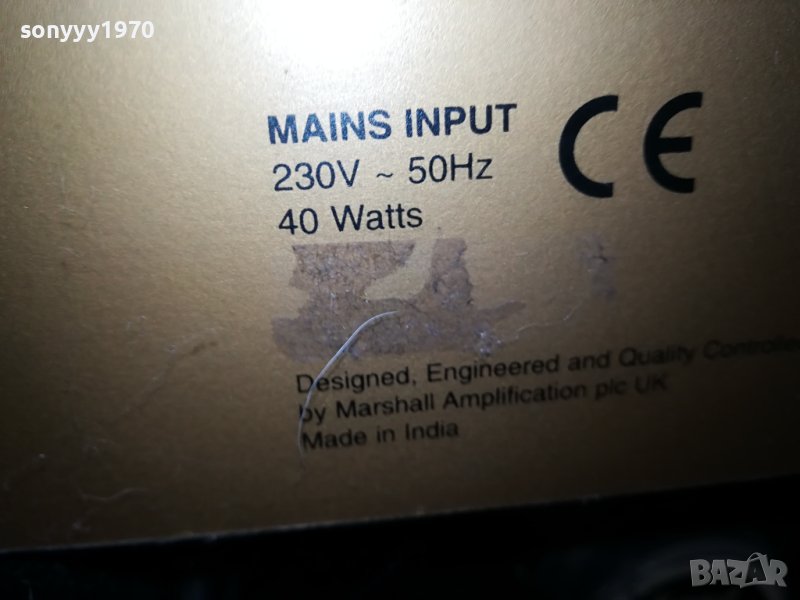 sonyyy1970
MAINS INPUT
230V ~ 50Hz
40 Watts
CE
Designed, Engineered and Quality Controlled
by Marshall Amplification plc UK
Made in India
BAZAR